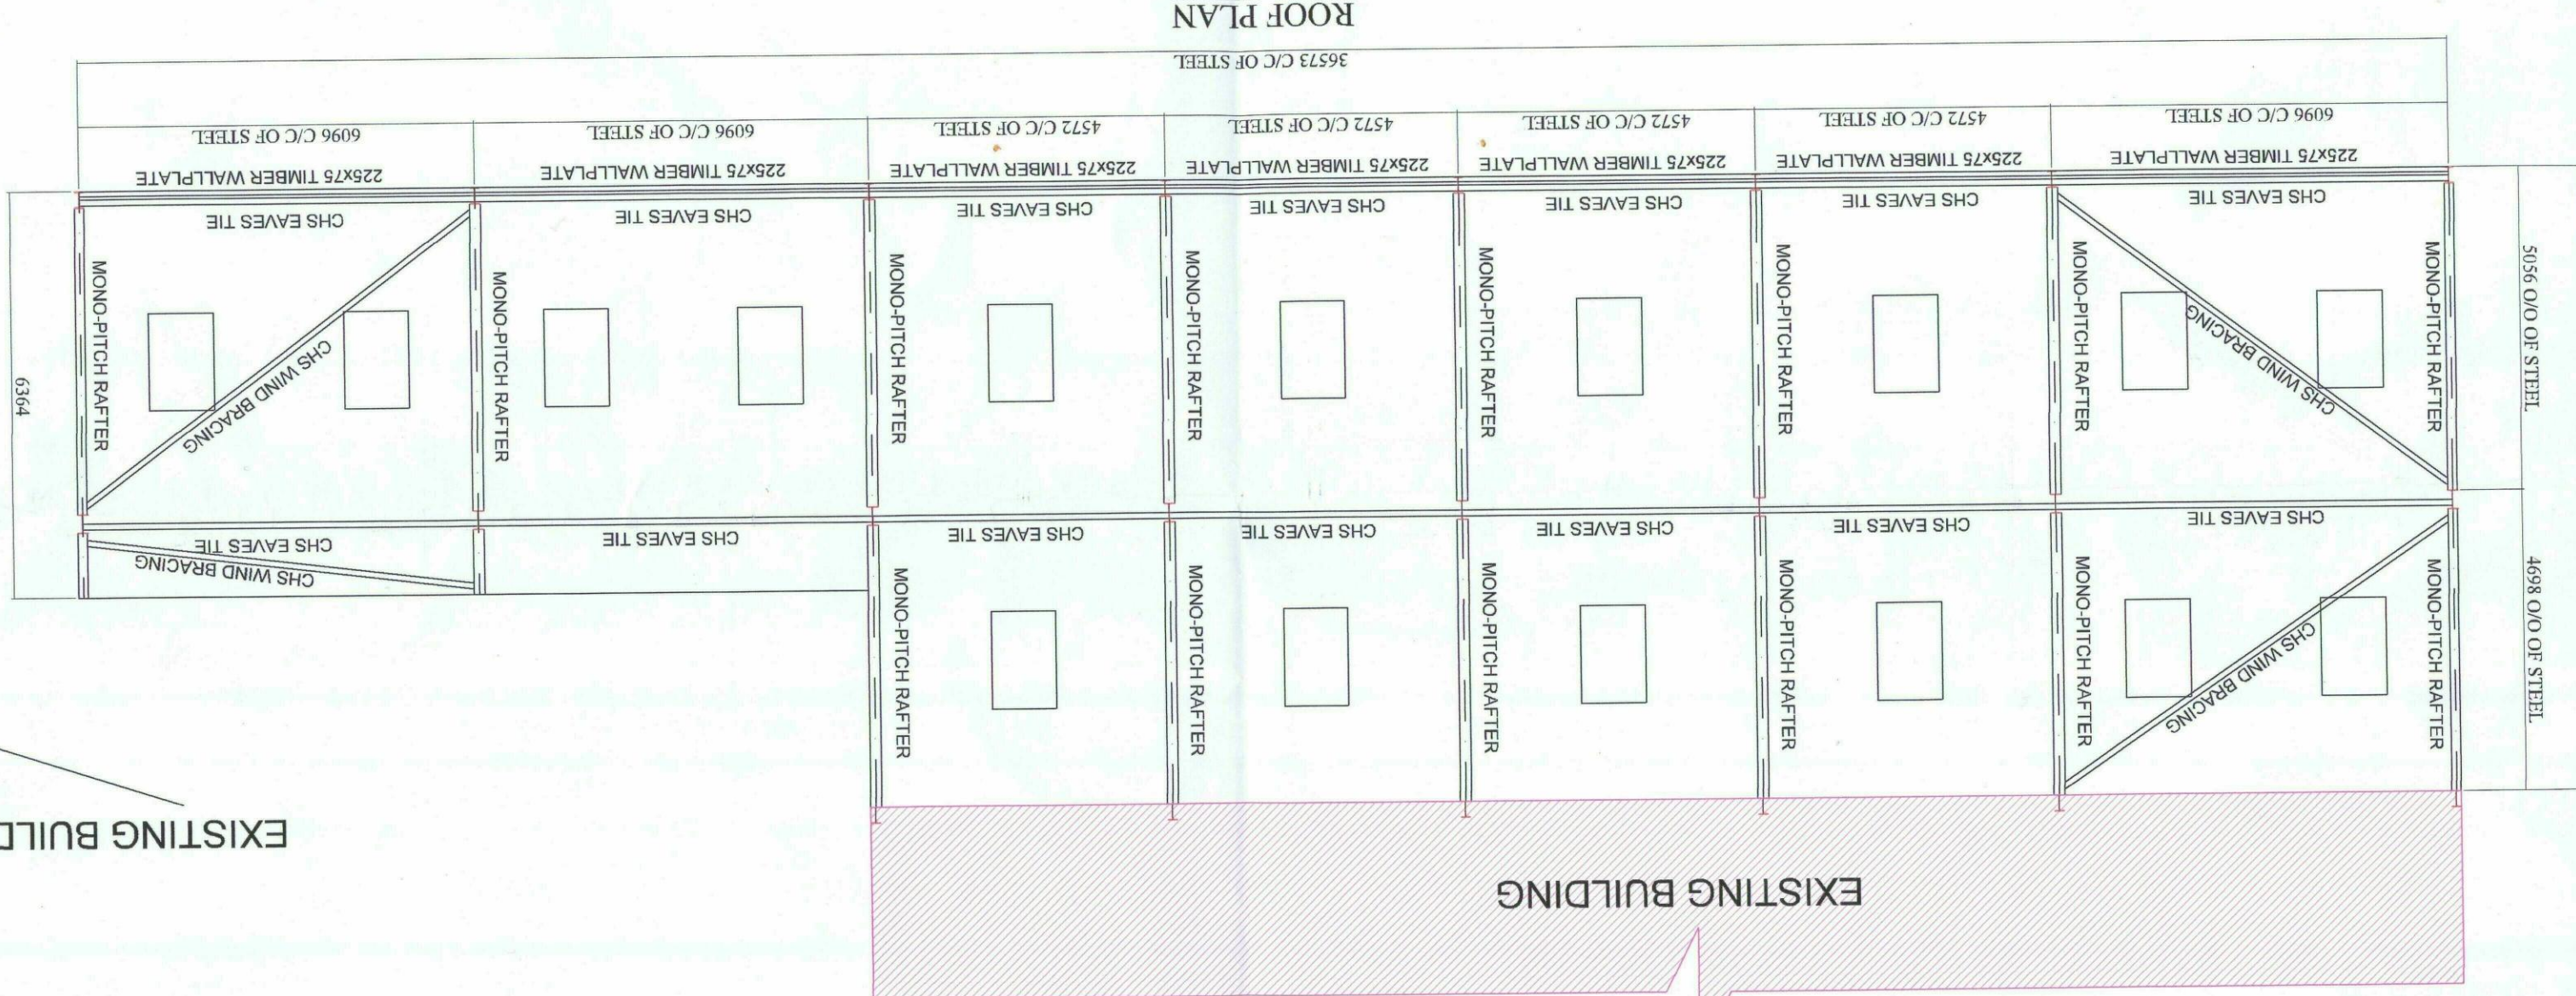 EXISTING BUILDING
EXISTING BUILD
4698 O/O OF STEEL
MONO-PITCH RAFTER
CHS WIND BRACING
MONO-PITCH RAFTER
MONO-PITCH RAFTER
MONO-PITCH RAFTER
MONO-PITCH RAFTER
MONO-PITCH RAFTER
CHS WIND BRACING
CHS EAVES TIE
CHS EAVES TIE
CHS EAVES TIE
CHS EAVES TIE
CHS EAVES TIE
CHS EAVES TIE
CHS EAVES TIE
5056 O/O OF STEEL
MONO-PITCH RAFTER
CHS WIND BRACING
MONO-PITCH RAFTER
MONO-PITCH RAFTER
MONO-PITCH RAFTER
MONO-PITCH RAFTER
MONO-PITCH RAFTER
MONO-PITCH RAFTER
CHS WIND BRACING
MONO-PITCH RAFTER
6364
CHS EAVES TIE
CHS EAVES TIE
CHS EAVES TIE
CHS EAVES TIE
CHS EAVES TIE
CHS EAVES TIE
CHS EAVES TIE
225x75 TIMBER WALLPLATE
225x75 TIMBER WALLPLATE
225x75 TIMBER WALLPLATE
225x75 TIMBER WALLPLATE
225x75 TIMBER WALLPLATE
225x75 TIMBER WALLPLATE
225x75 TIMBER WALLPLATE
6096 C/C OF STEEL
4572 C/C OF STEEL
4572 C/C OF STEEL
4572 C/C OF STEEL
4572 C/C OF STEEL
6096 C/C OF STEEL
6096 C/C OF STEEL
36573 C/C OF STEEL
ROOF PLAN